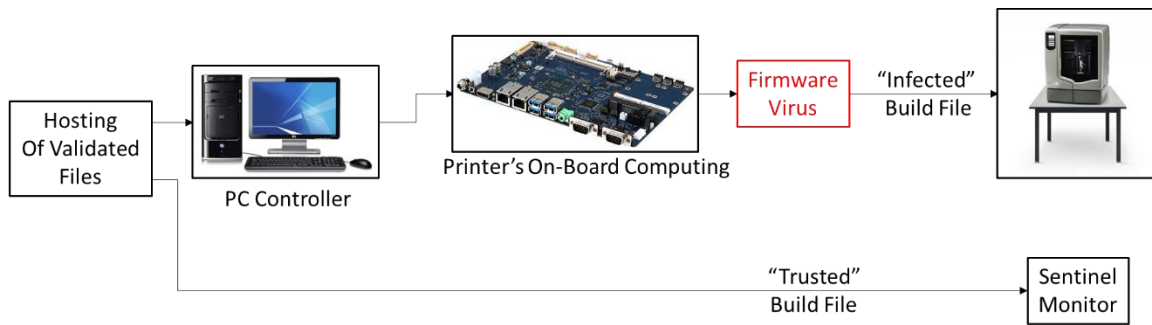 Hosting
Of Validated
Files
PC Controller
Printer's On-Board Computing
Firmware
Virus
“Infected”
Build File
“Trusted”
Build File
Sentinel
Monitor